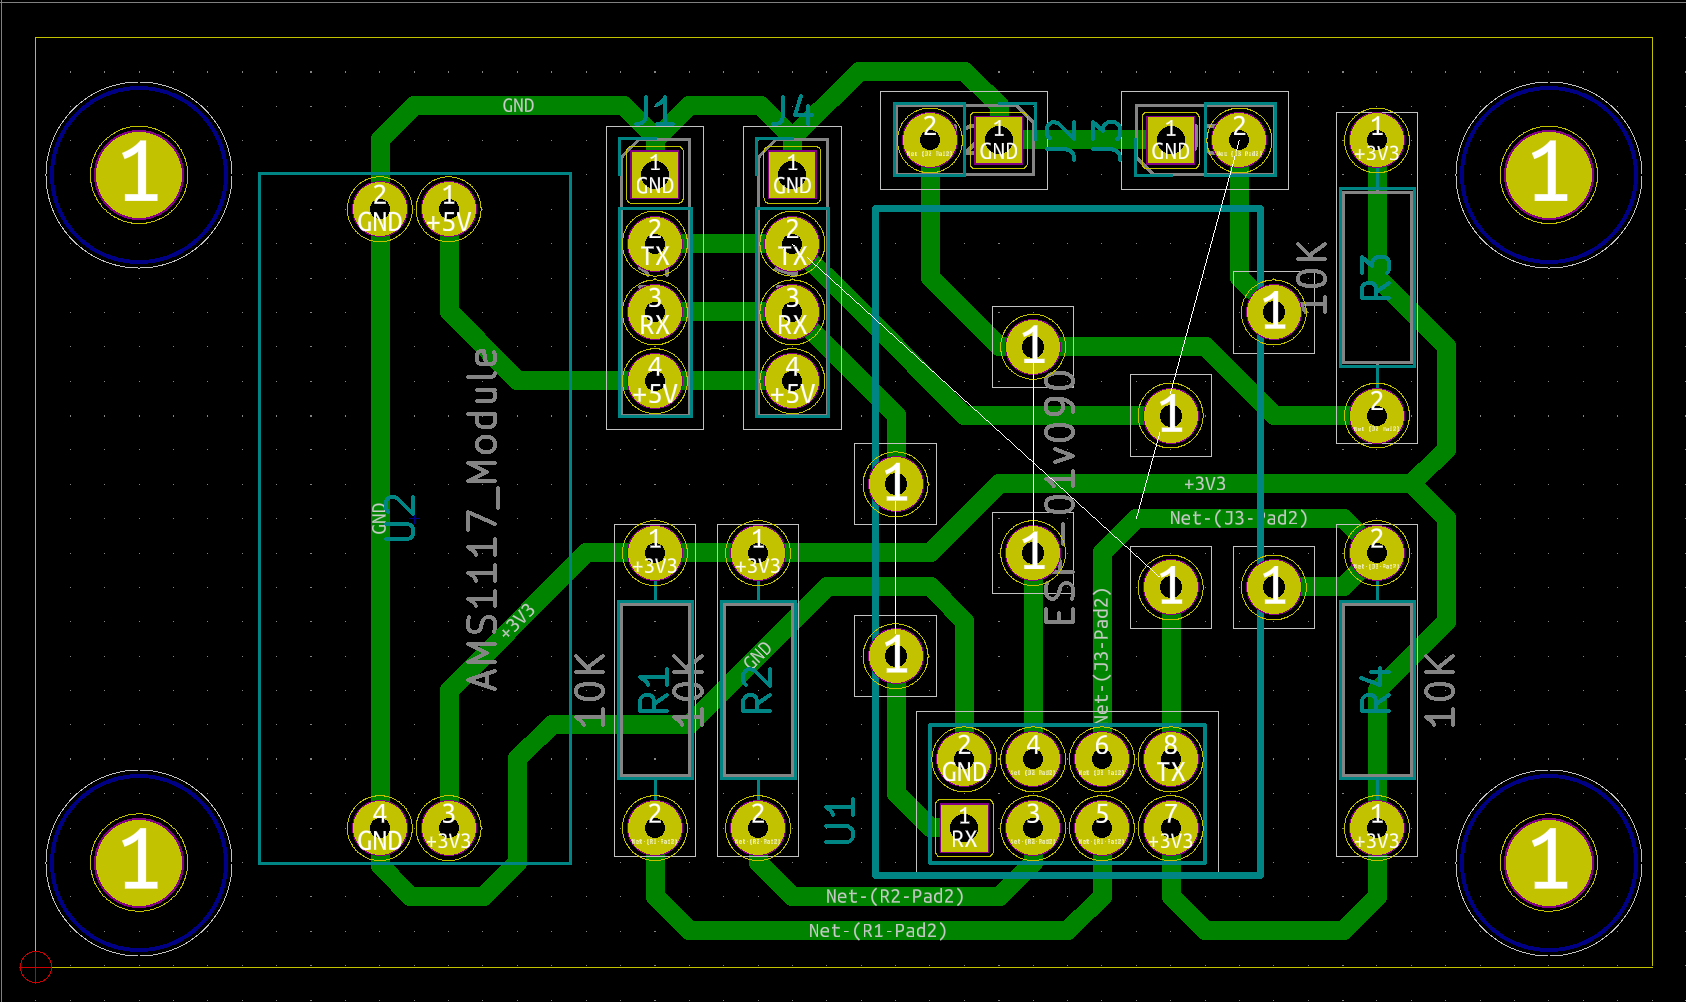 GND
J1
J4
2
1
GND
J2
J3
1
GND
2
1
+3V3
1
1
1
GND
1
GND
2
GND
1
+5V
2
TX
2
TX
10K
R3
3
RX
3
RX
1
1
4
+5V
4
+5V
1
2
AMS1117_Module
ESP-01v090
1
+3V3
GND
U2
Net-(J3-Pad2)
1
+3V3
1
+3V3
1
2
1
1
+3V3
GND
1
Net-(J3-Pad2)
10K
R1
10K
R2
R4
10K
2
GND
4
6
8
TX
U1
4
GND
3
+3V3
2
2
1
RX
3
5
7
+3V3
1
+3V3
1
1
Net-(R2-Pad2)
Net-(R1-Pad2)